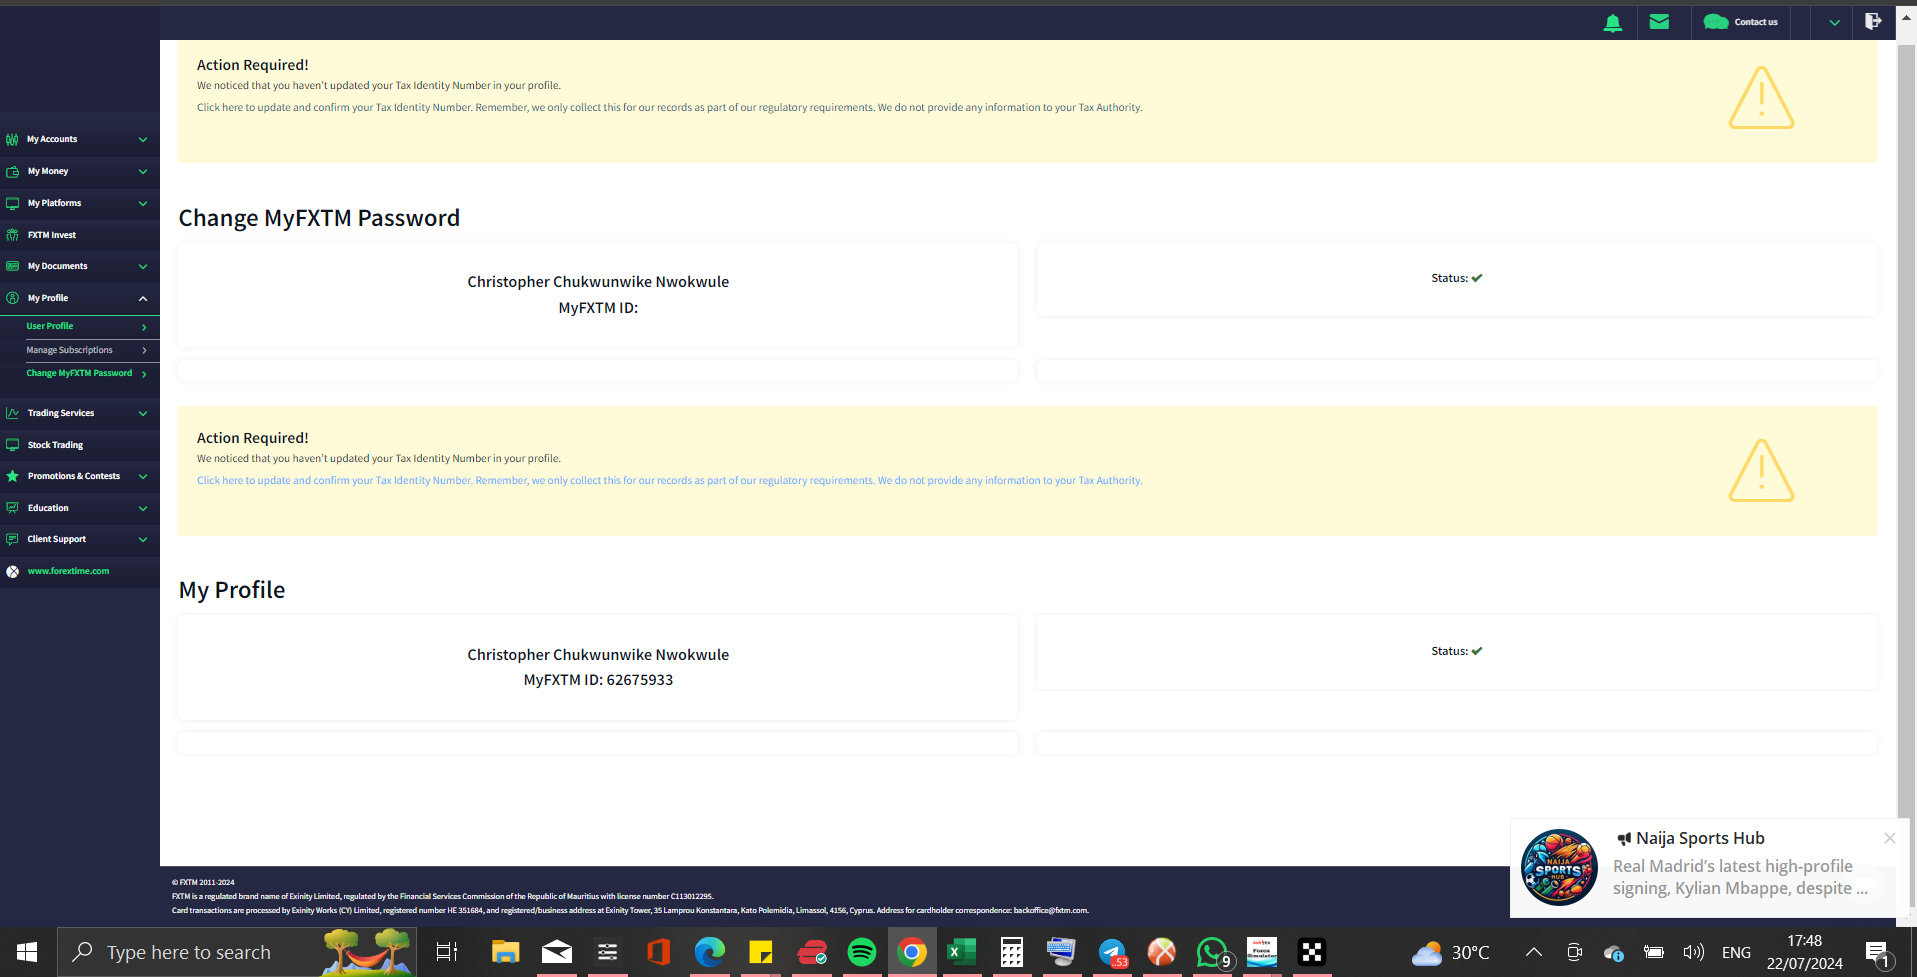 Contact us
Action Required!
We noticed that you haven't updated your Tax Identity Number in your profile.
Click here to update and confirm your Tax Identity Number. Remember, we only collect this for our records as part of our regulatory requirements. We do not provide any information to your Tax Authority.
My Accounts
My Money
My Platforms
FXTM Invest
My Documents
My Profile
User Profile
Manage Subscriptions
Change MyFXTM Password
Trading Services
Stock Trading
Promotions & Contests
Education
Client Support
www.forextime.com
Change MyFXTM Password
Christopher Chukwunwike Nwokwule
MyFXTM ID:
Status:
Action Required!
We noticed that you haven't updated your Tax Identity Number in your profile.
Click here to update and confirm your Tax Identity Number. Remember, we only collect this for our records as part of our regulatory requirements. We do not provide any information to your Tax Authority.
My Profile
Christopher Chukwunwike Nwokwule
MyFXTM ID: 62675933
Status:
Naija Sports Hub
Real Madrid's latest high-profile
signing, Kylian Mbappe, despite ...
NAIJA
SPORTS
HUB
© FXTM 2011-2024
FXTM is a regulated brand name of Exinity Limited, regulated by the Financial Services Commission of the Republic of Mauritius with license number C113012295.
Card transactions are processed by Exinity Works (CY) Limited, registered number HE 351684, and registered/business address at Exinity Tower, 35 Lamprou Konstantara, Kato Polemidia, Limassol, 4156, Cyprus. Address for cardholder correspondence: backoffice@fxtm.com.
Type here to search
53
9
Forex
Simulator
30°C
ENG
17:48
22/07/2024
1